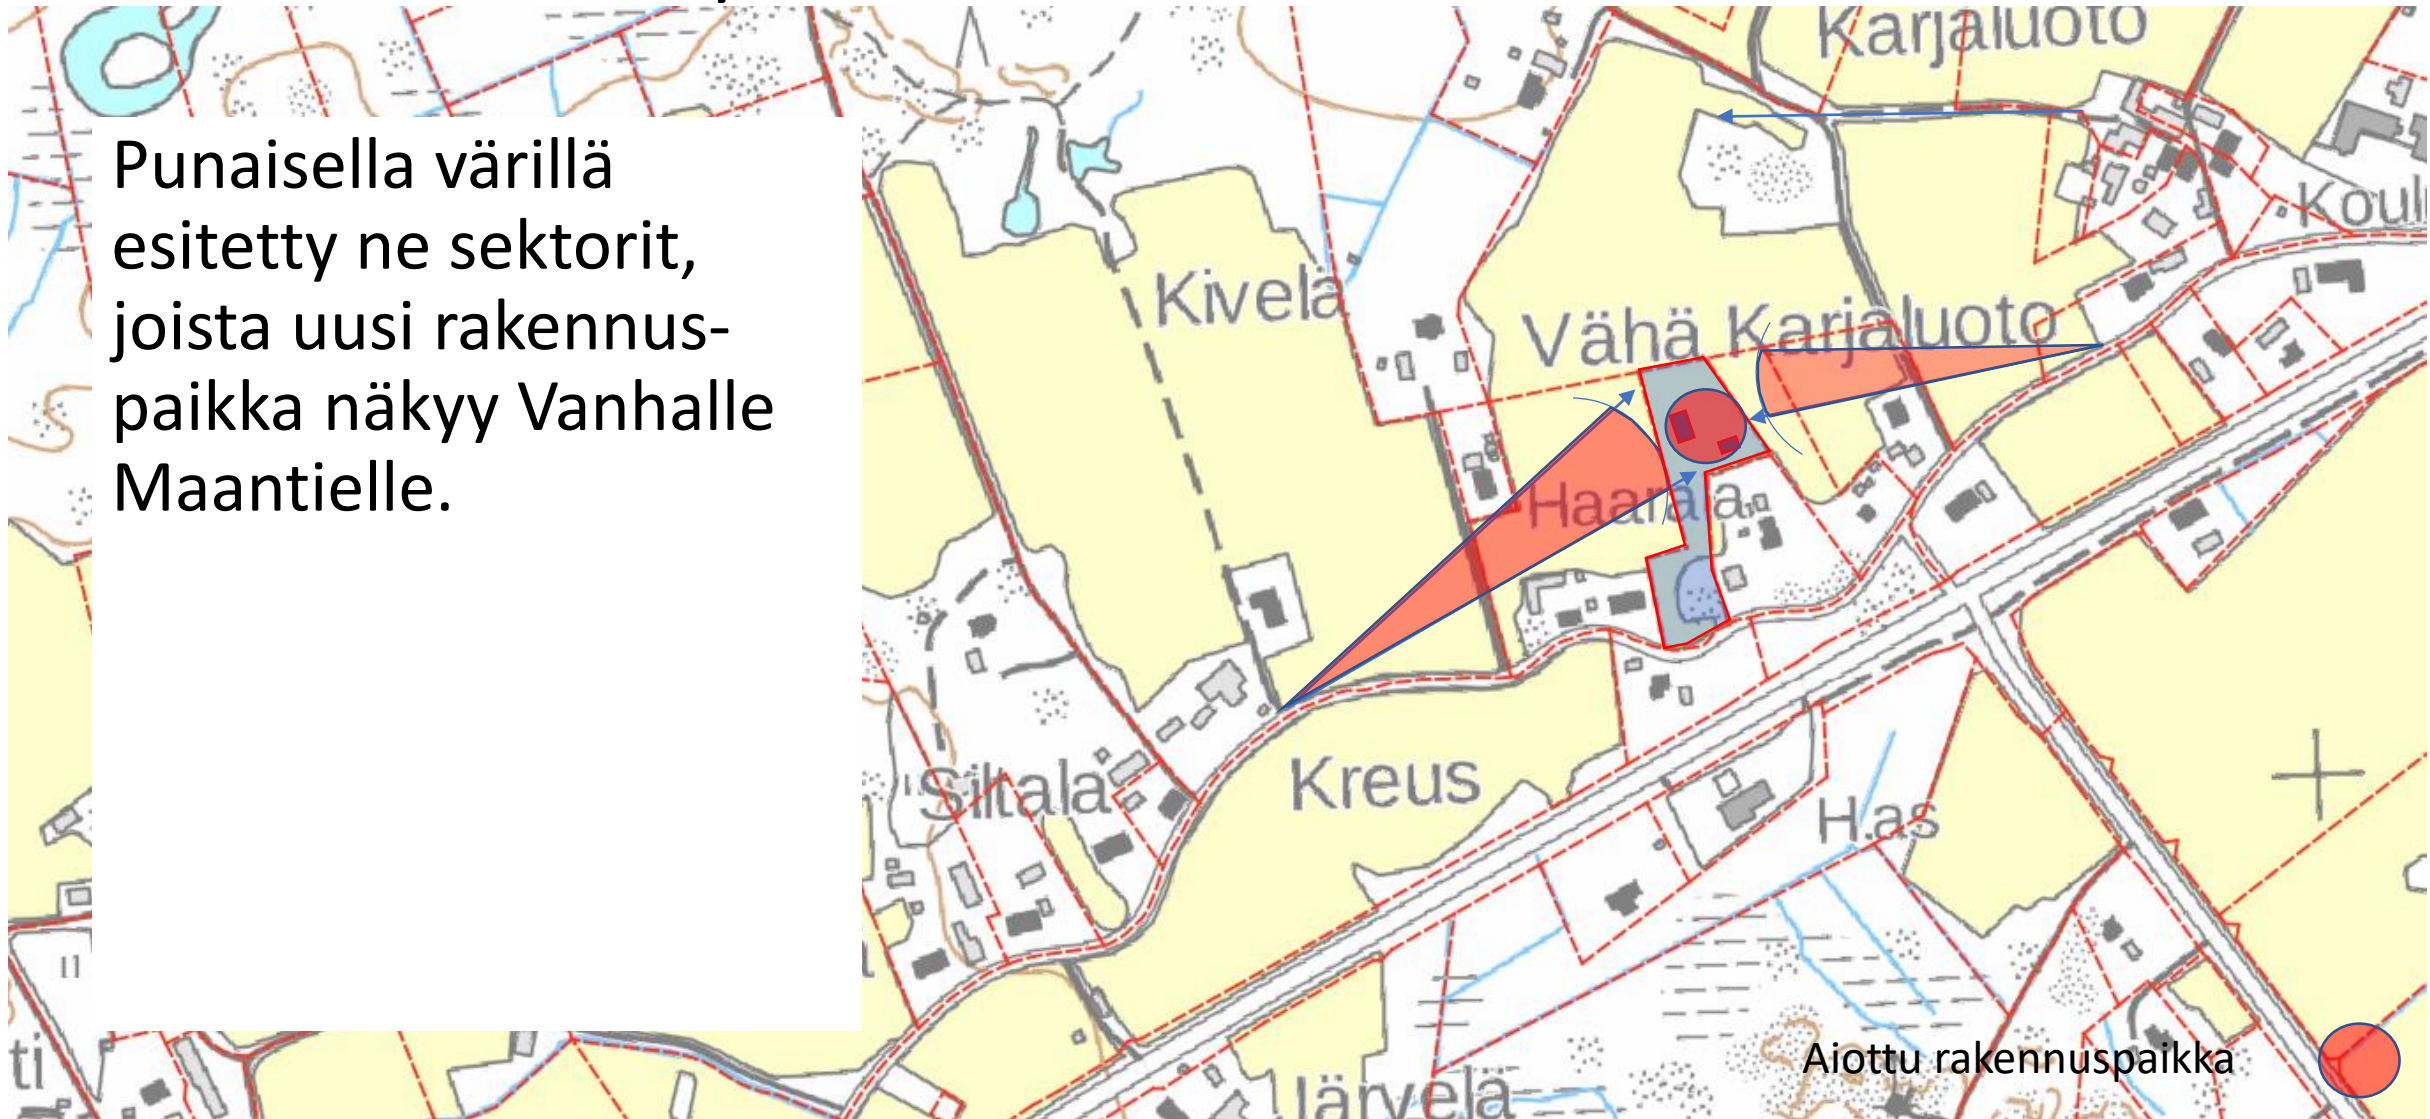 Karjaluoto
Punaisella värillä
esitetty ne sektorit,
joista uusi rakennus-
paikka näkyy Vanhalle
Maantielle.
Kivelä
Vähä Karjaluoto
Haarala
Kreus
Siltala
H.as
Aiottu rakennuspaikka
Järvelä